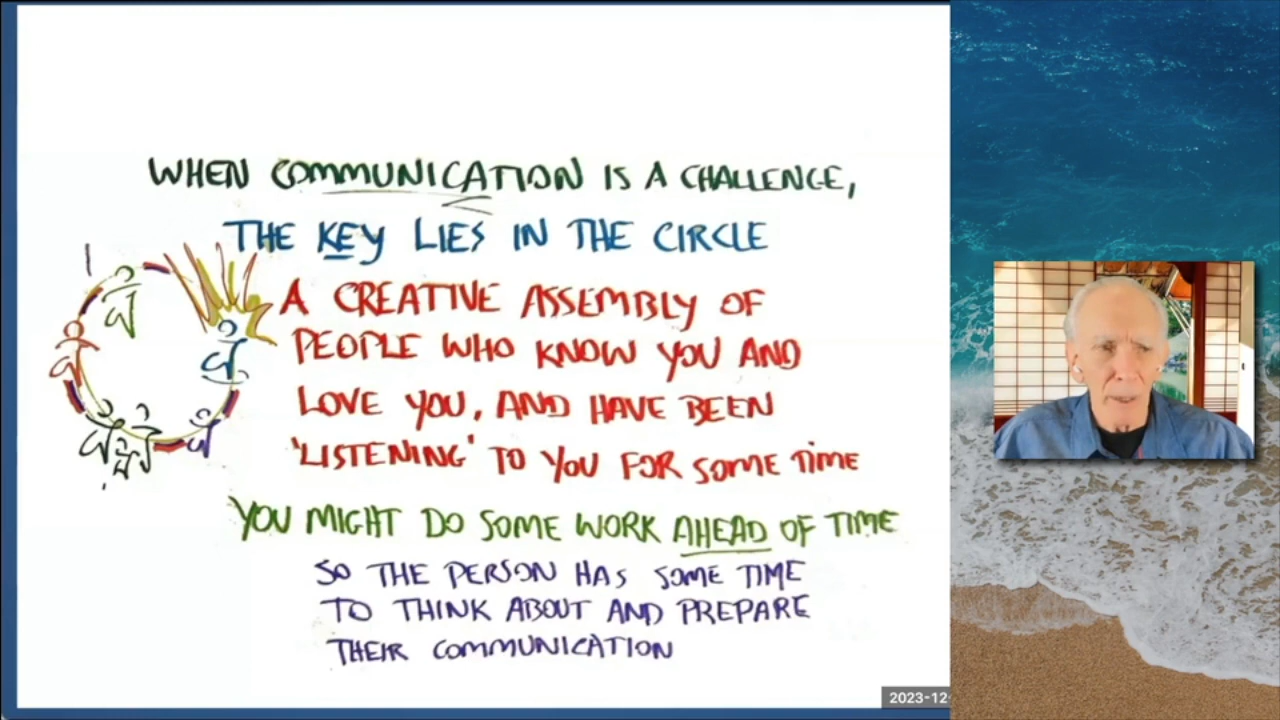 WHEN COMMUNICATION IS A CHALLENGE,
THE KEY LIES IN THE CIRCLE
A CREATIVE ASSEMBLY OF
PEOPLE WHO KNOW YOU AND
LOVE YOU, AND HAVE BEEN
'LISTENING' TO YOU FOR SOME TIME
YOU MIGHT DO SOME WORK AHEAD OF TIME
SO THE PERSON HAS SOME TIME
TO THINK ABOUT AND PREPARE
THEIR COMMUNICATION
2023-12-